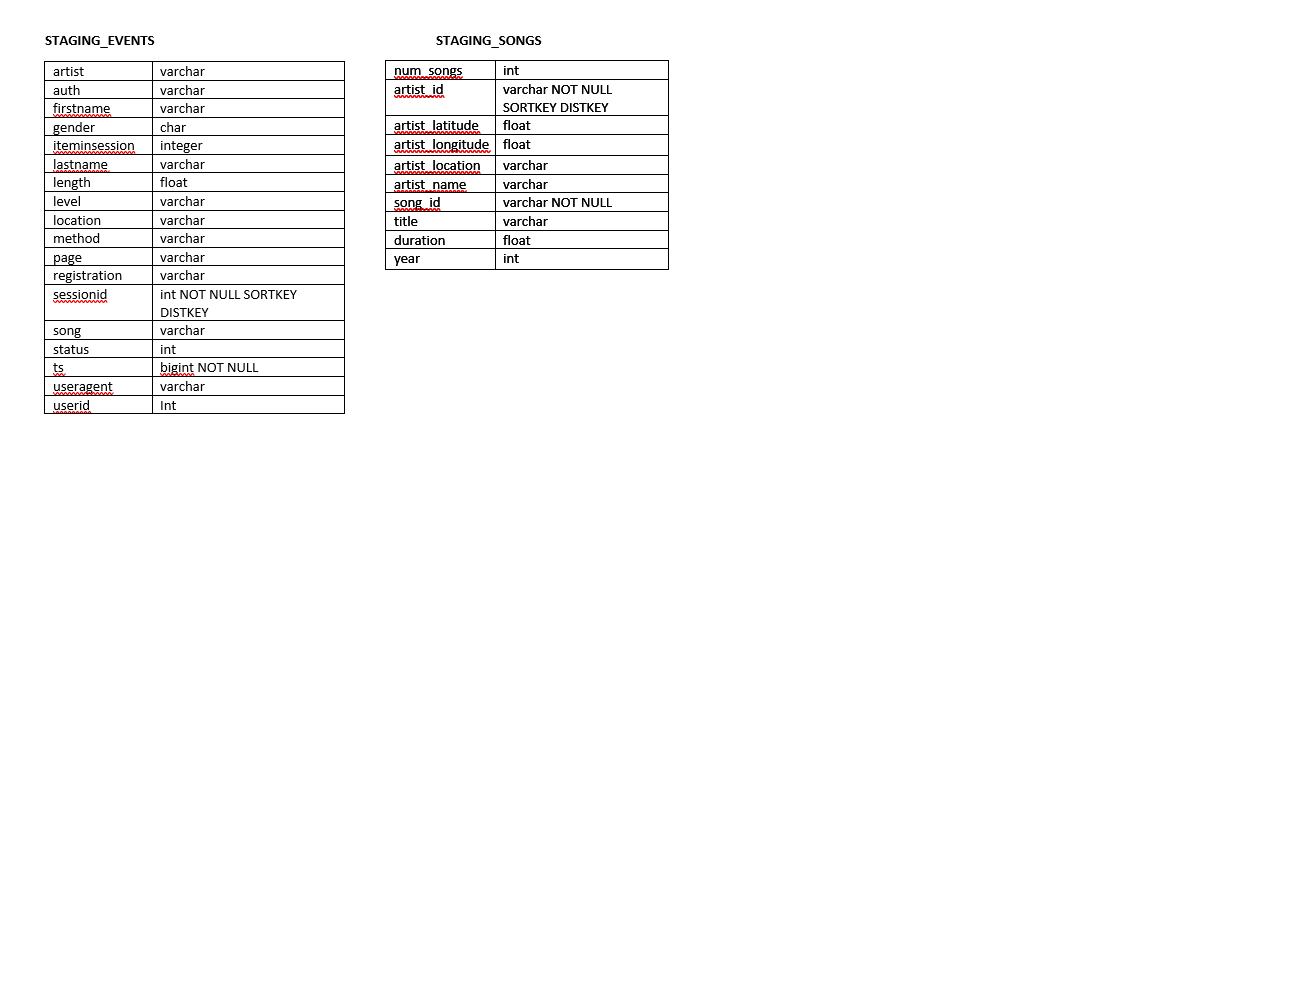 STAGING_EVENTS
artist varchar
auth varchar
firstname varchar
gender char
iteminsession integer
lastname varchar
length float
level varchar
location varchar
method varchar
page varchar
registration varchar
sessionid int NOT NULL SORTKEY
DISTKEY
song varchar
status int
ts bigint NOT NULL
useragent varchar
userid Int
STAGING_SONGS
num_songs int
artist_id varchar NOT NULL
SORTKEY DISTKEY
artist_latitude float
artist_longitude float
artist_location varchar
artist_name varchar
song_id varchar NOT NULL
title varchar
duration float
year int